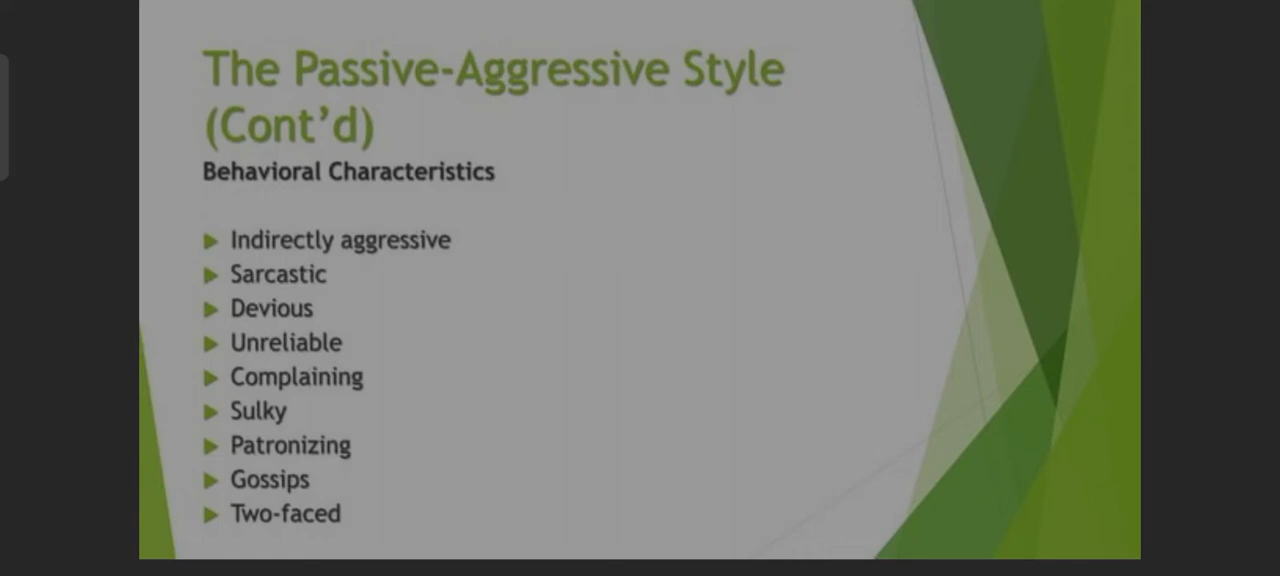 The Passive-Aggressive Style
(Cont’d)
Behavioral Characteristics
Indirectly aggressive
Sarcastic
Devious
Unreliable
Complaining
Sulky
Patronizing
Gossips
Two-faced